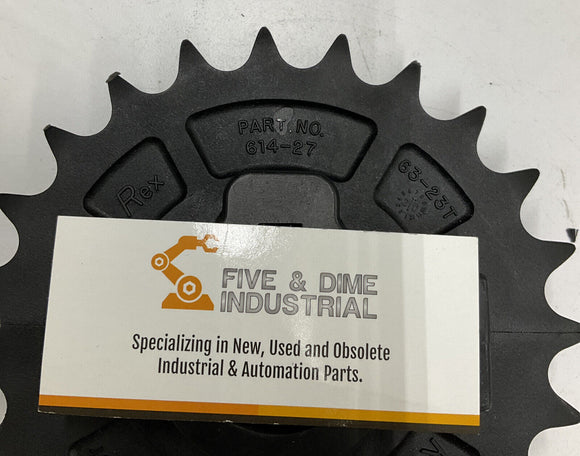 PART NO.
614-27
Rex
63-23T
FIVE & DIME
INDUSTRIAL
Specializing in New, Used and Obsolete
Industrial & Automation Parts.